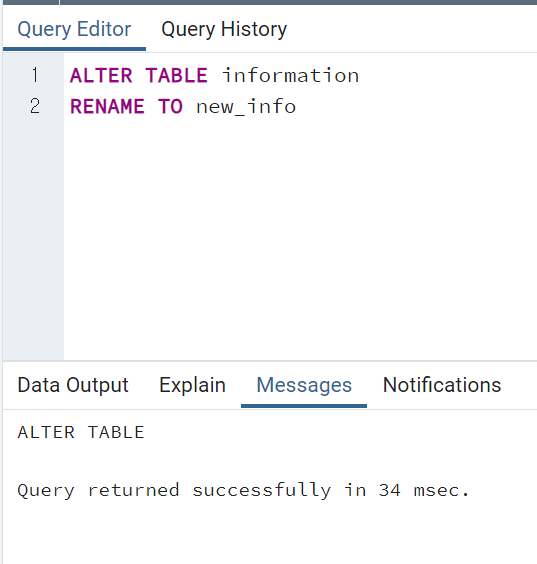 Query Editor Query History
1 ALTER TABLE information
2 RENAME TO new_info
Data Output Explain Messages Notifications
ALTER TABLE
Query returned successfully in 34 msec.